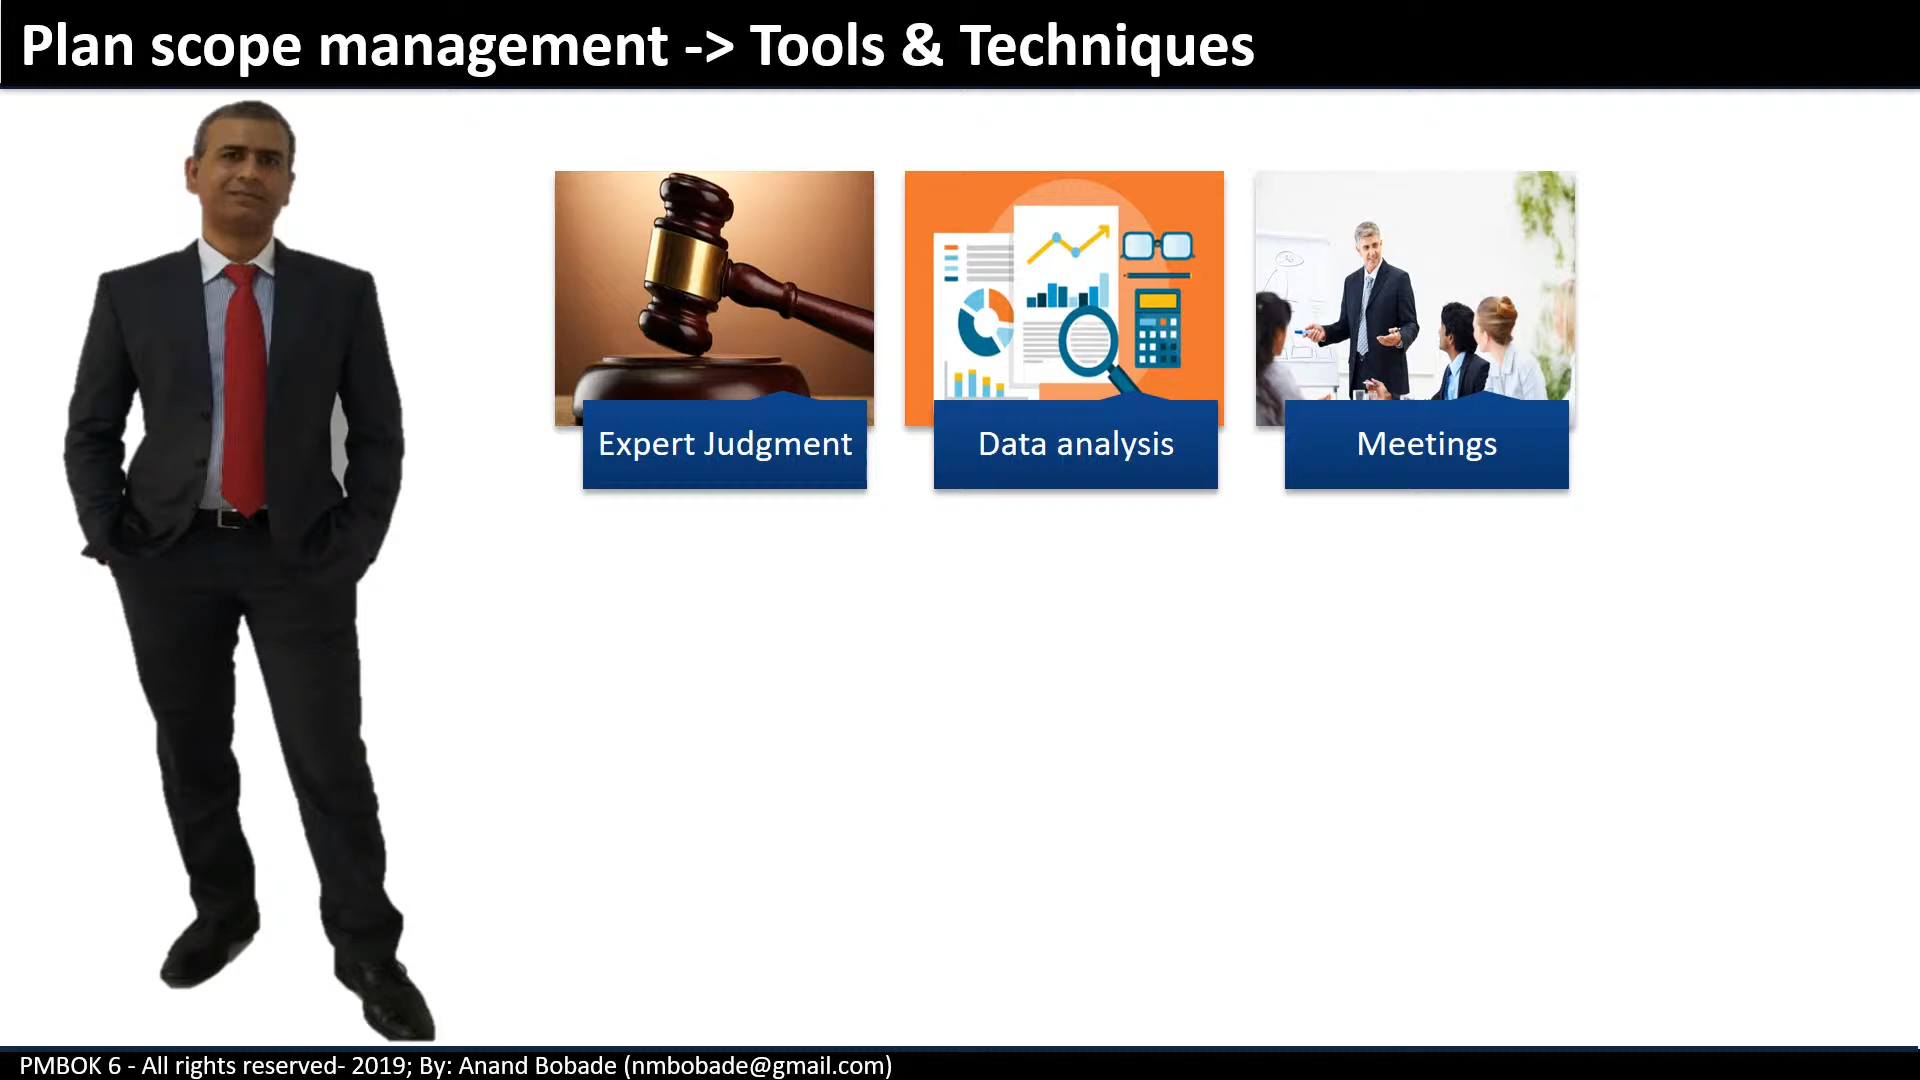 Plan scope management -> Tools & Techniques
Expert Judgment
Data analysis
Meetings
PMBOK 6 - All rights reserved- 2019; By: Anand Bobade (nmbobade@gmail.com)